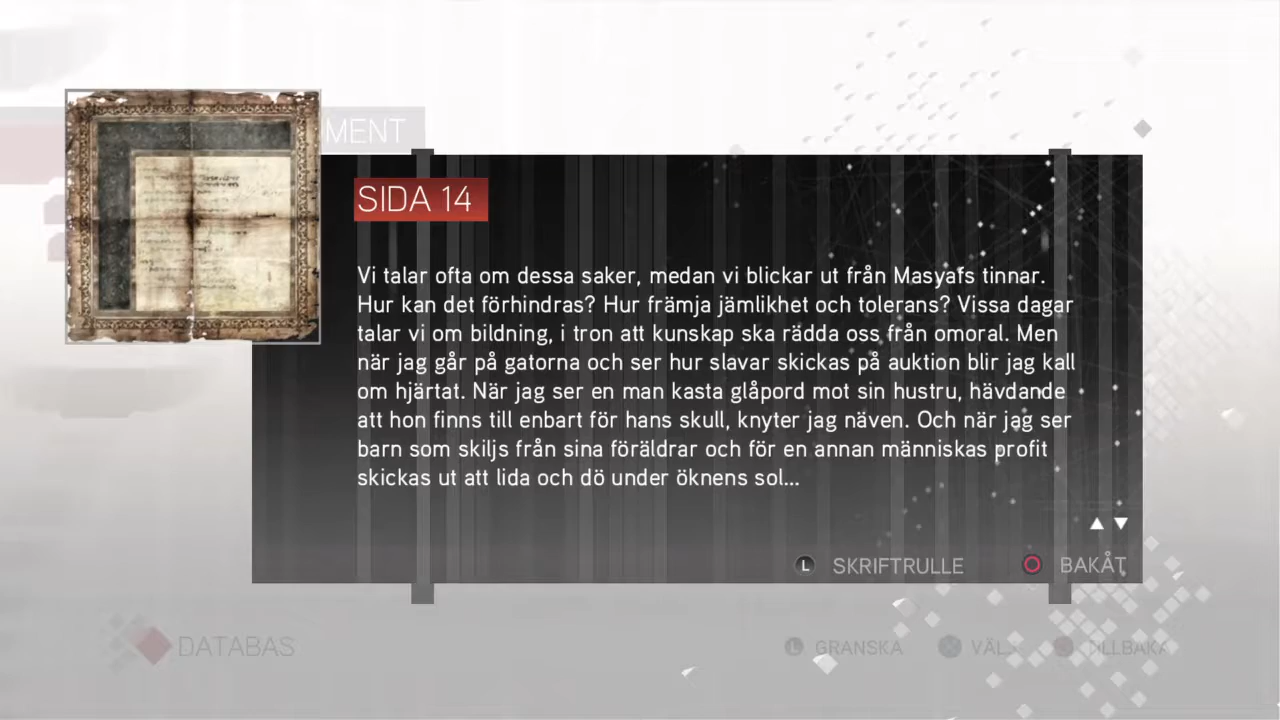 MENT
SIDA 14
Vi talar ofta om dessa saker, medan vi blickar ut från Masyafs tinnar.
Hur kan det förhindras? Hur främja jämlikhet och tolerans? Vissa dagar
talar vi om bildning, i tron att kunskap ska rädda oss från omoral. Men
när jag går på gatorna och ser hur slavar skickas på auktion blir jag kall
om hjärtat. När jag ser en man kasta glåpord mot sin hustru, hävdande
att hon finns till enbart för hans skull, knyter jag näven. Och när jag ser
barn som skiljs från sina föräldrar och för en annan människas profit
skickas ut att lida och dö under öknens sol...
L SKRIFTRULLE BAKÅT
DATABAS L GRANSKA VÄLJ TILLBAKA